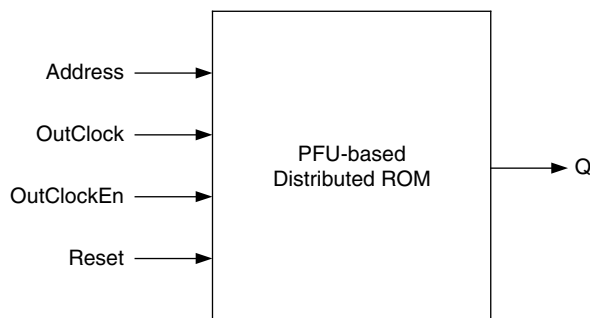 Address
OutClock
OutClockEn
Reset
PFU-based
Distributed ROM
Q